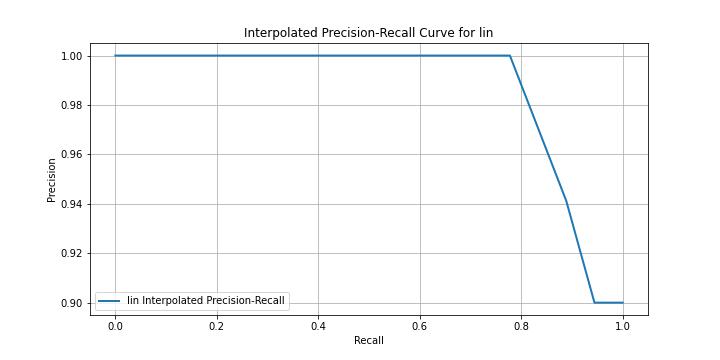 Interpolated Precision-Recall Curve for lin
Precision
1.00
0.98
0.96
0.94
0.92
0.90
lin Interpolated Precision-Recall
0.0 0.2 0.4 0.6 0.8 1.0
Recall